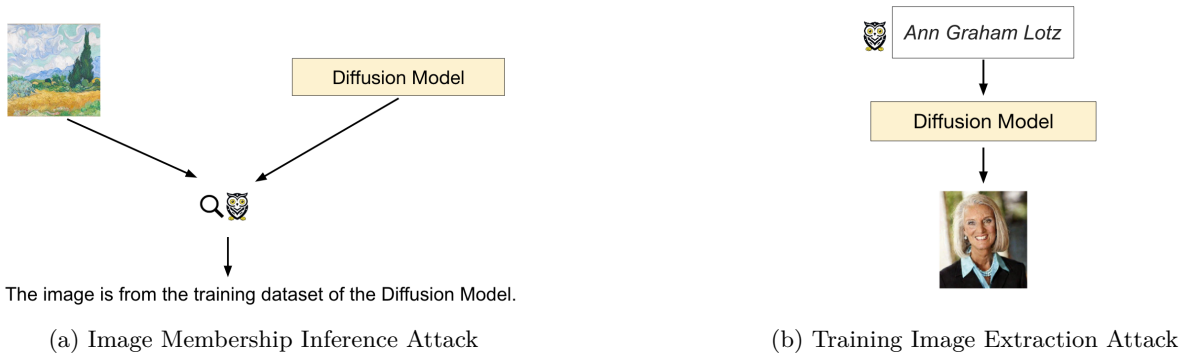 Diffusion Model
The image is from the training dataset of the Diffusion Model.
(a) Image Membership Inference Attack
Ann Graham Lotz
Diffusion Model
(b) Training Image Extraction Attack